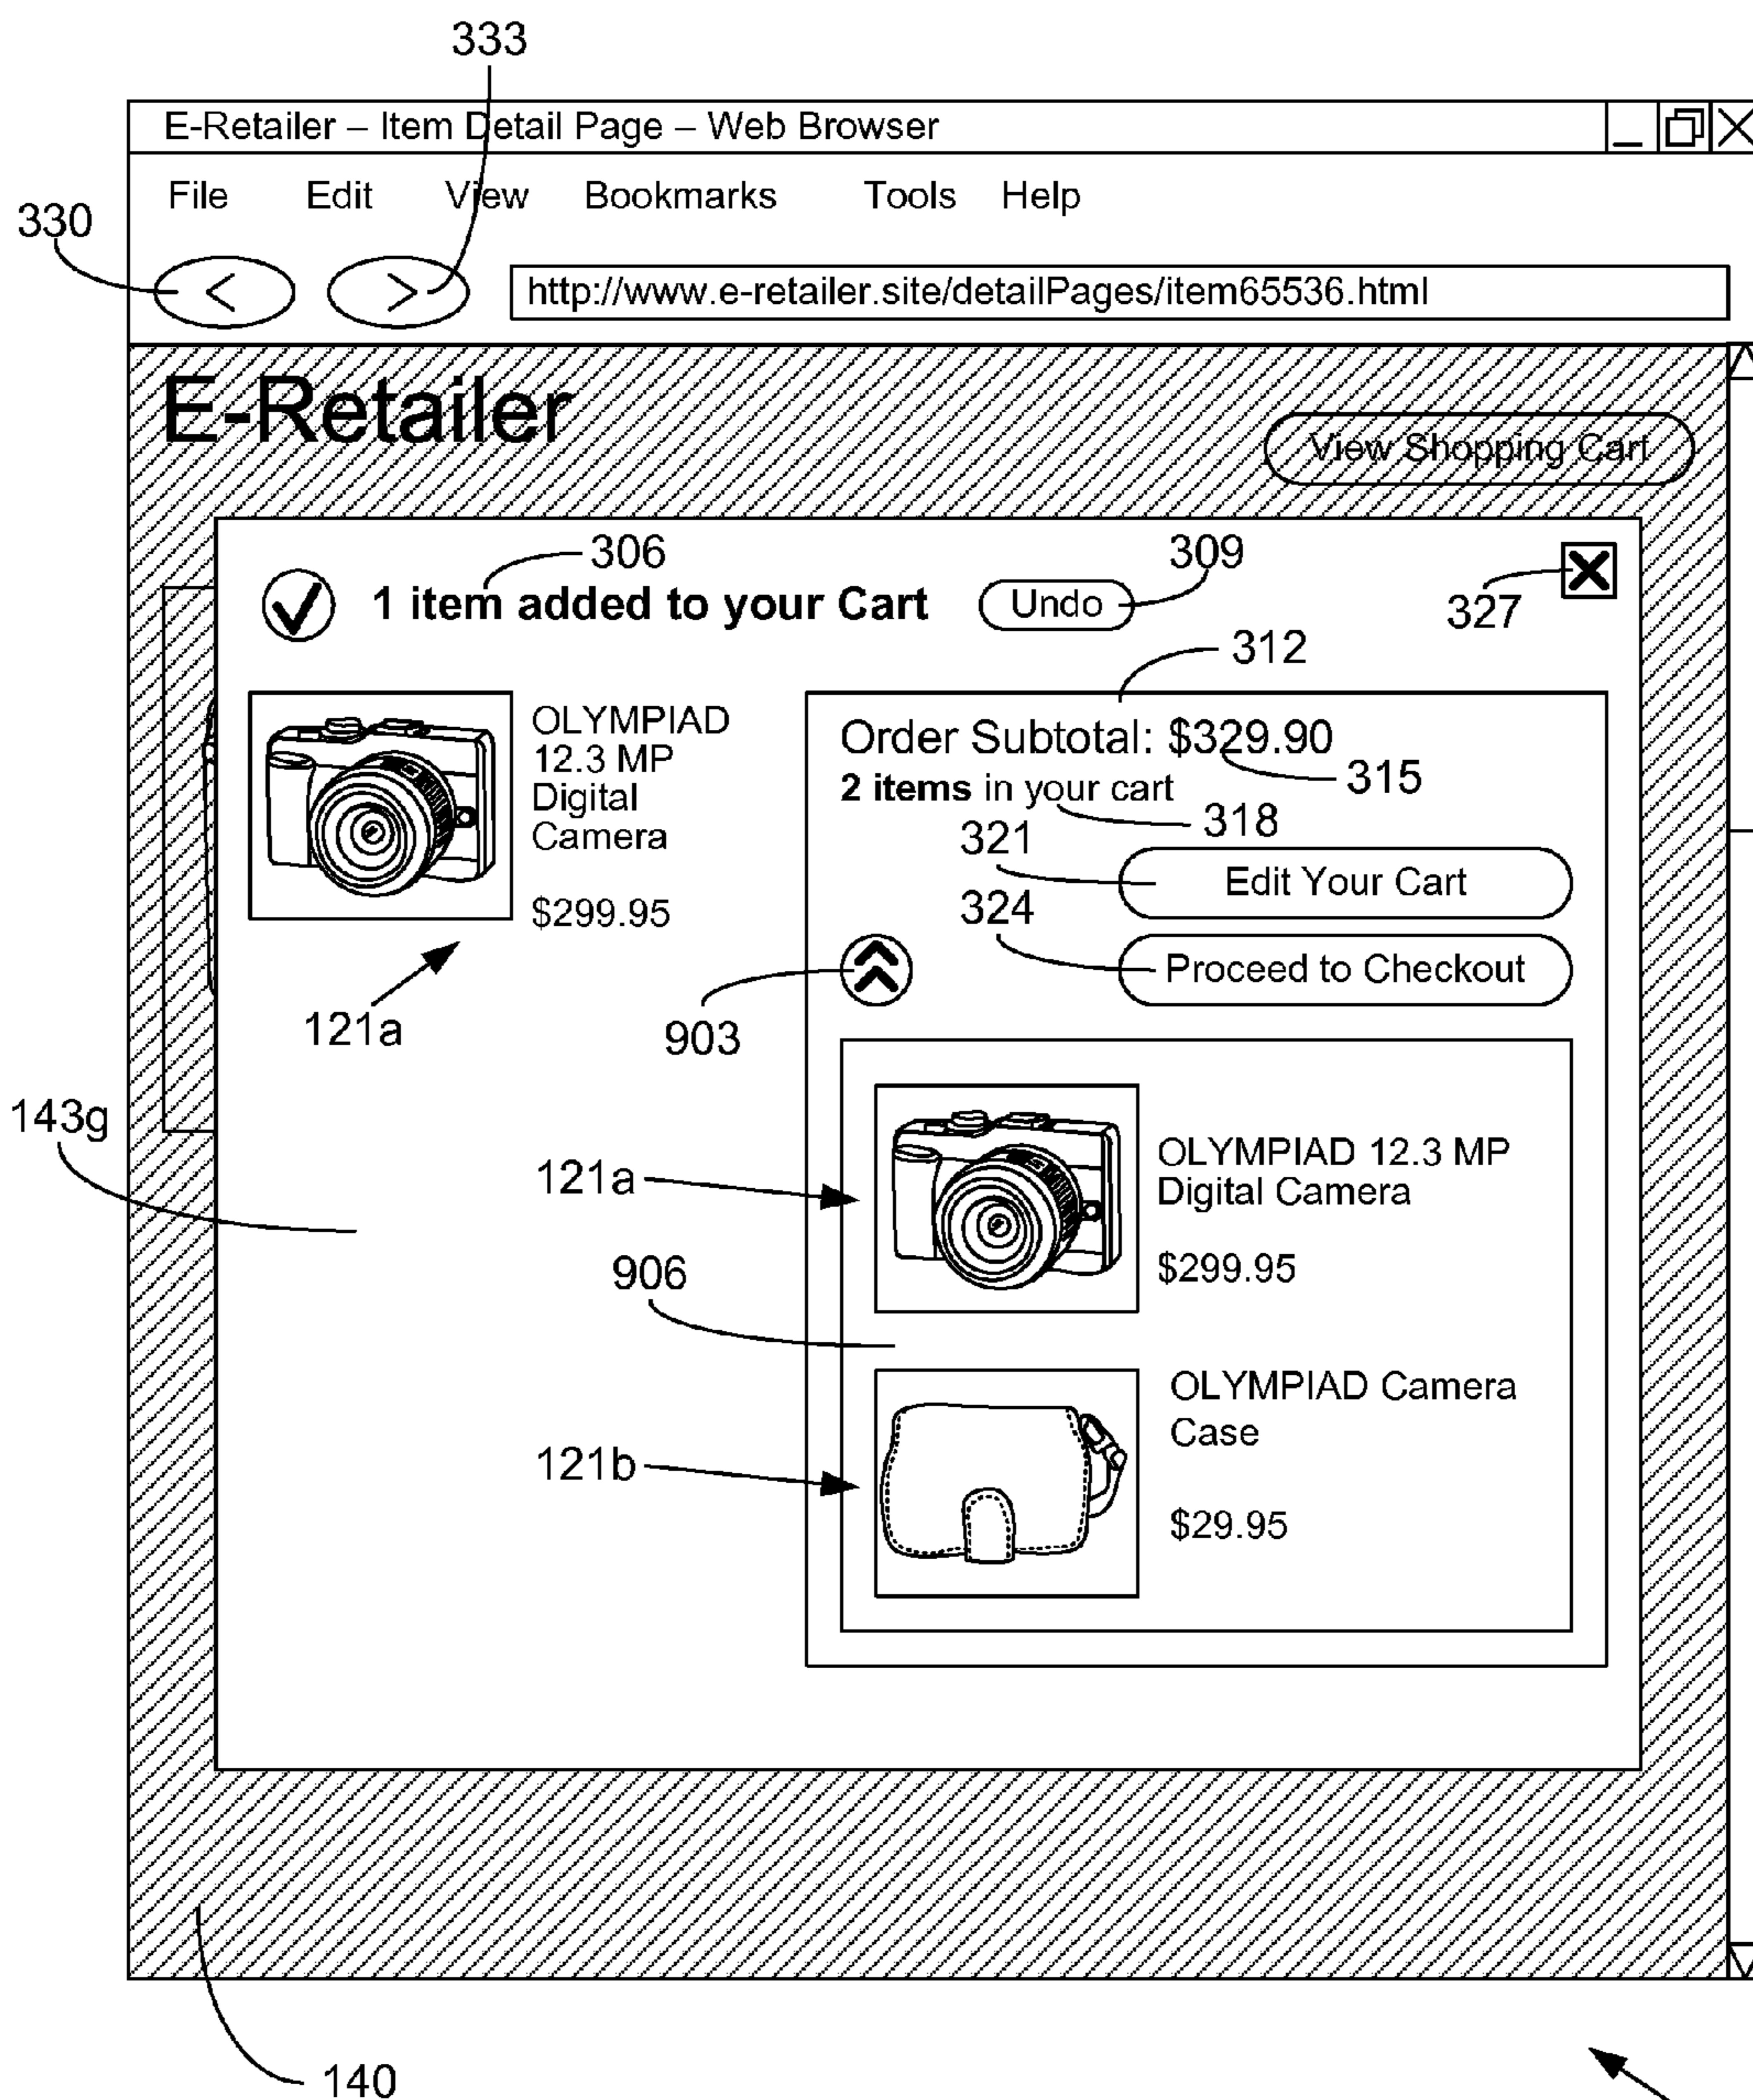 333
E-Retailer – Item Detail Page – Web Browser
File Edit View Bookmarks Tools Help
330
< >
http://www.e-retailer.site/detailPages/item65536.html
E-Retailer
View Shopping Cart
306
309
1 item added to your Cart
Undo
327
312
OLYMPIAD
12.3 MP
Digital
Camera
$299.95
121a
Order Subtotal: $329.90
315
2 items in your cart
318
321
Edit Your Cart
324
Proceed to Checkout
903
143g
121a
OLYMPIAD 12.3 MP
Digital Camera
$299.95
906
OLYMPIAD Camera
Case
121b
$29.95
140